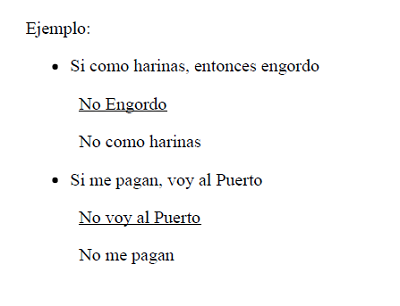 Ejemplo:
• Si como harinas, entonces engordo
No Engordo
No como harinas
• Si me pagan, voy al Puerto
No voy al Puerto
No me pagan